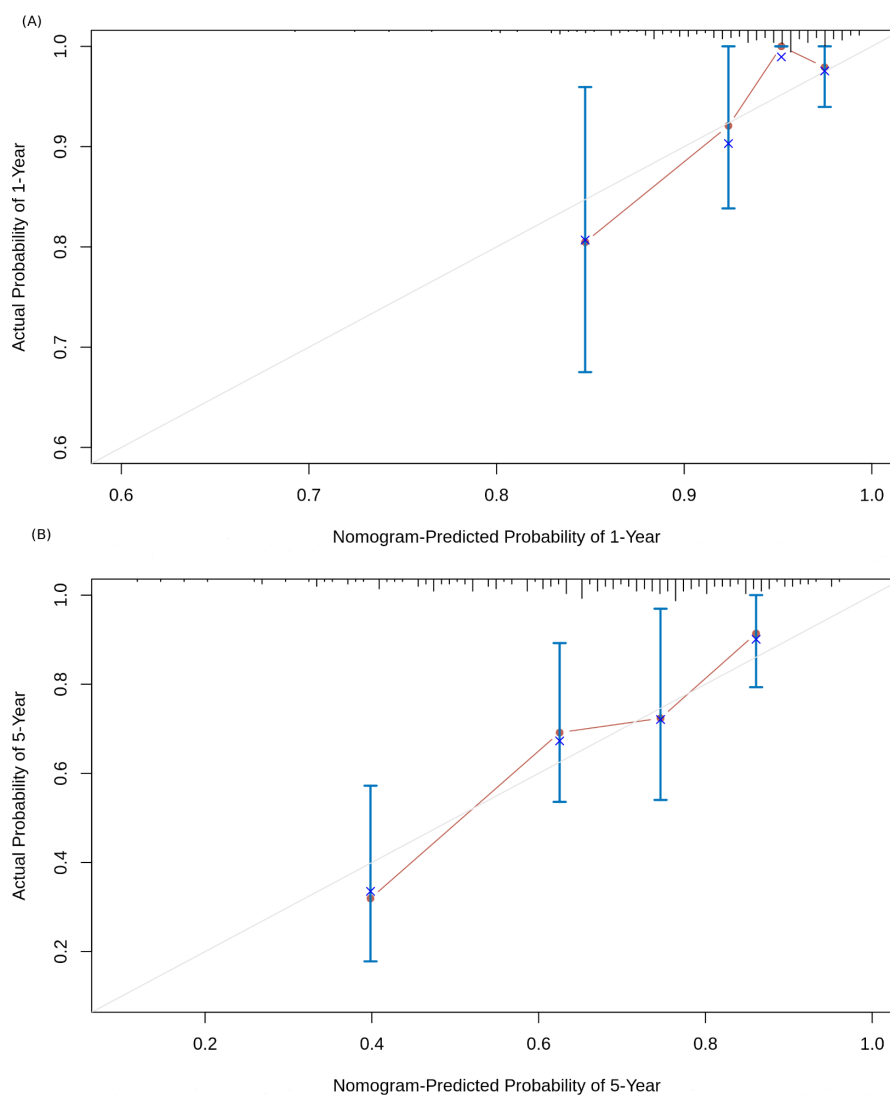 (A)
Actual Probability of 1-Year
1.0
0.9
0.8
0.7
0.6
0.6 0.7 0.8 0.9 1.0
Nomogram-Predicted Probability of 1-Year
(B)
Actual Probability of 5-Year
1.0
0.8
0.6
0.4
0.2
0.2 0.4 0.6 0.8 1.0
Nomogram-Predicted Probability of 5-Year